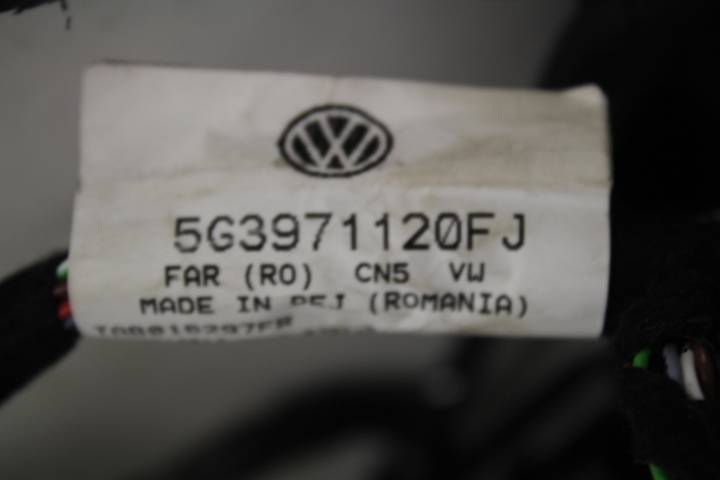 5G3971120FJ
FAR (RO) CN5 VW
MADE IN (ROMANIA)